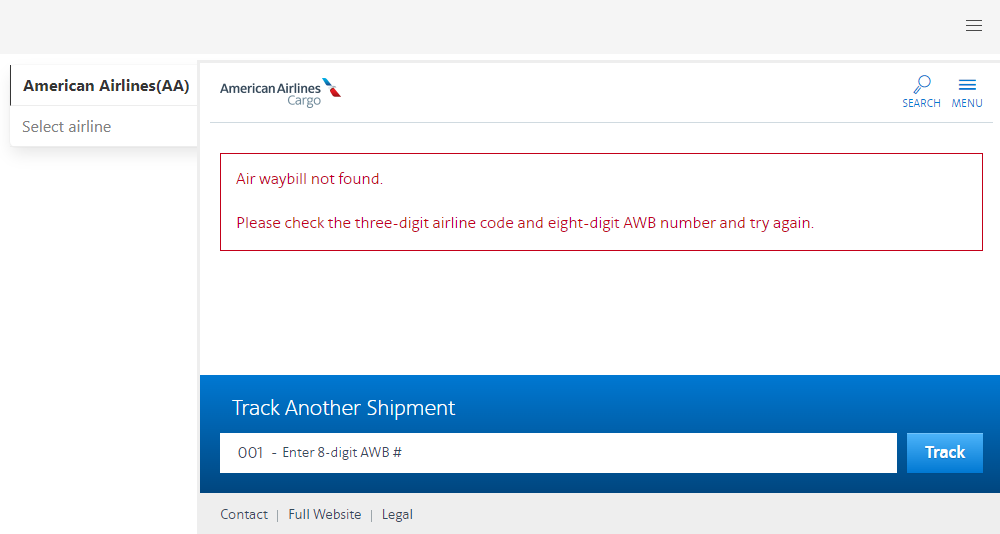 American Airlines(AA)
Select airline
American Airlines
Cargo
SEARCH
MENU
Air waybill not found.
Please check the three-digit airline code and eight-digit AWB number and try again.
Track Another Shipment
001 - Enter 8-digit AWB #
Track
Contact | Full Website | Legal